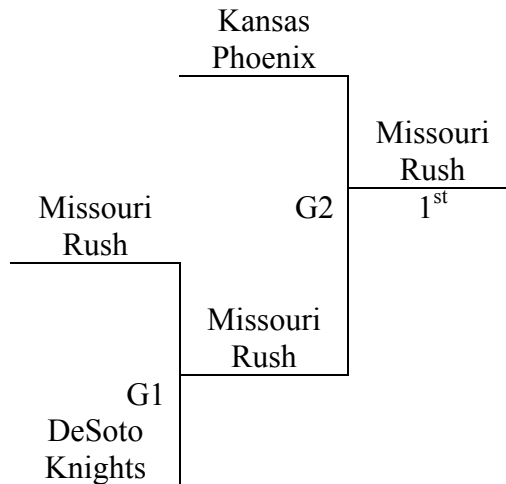 Kansas
Phoenix
Missouri
Rush
1st
G2
Missouri
Rush
Missouri
Rush
G1
DeSoto
Knights